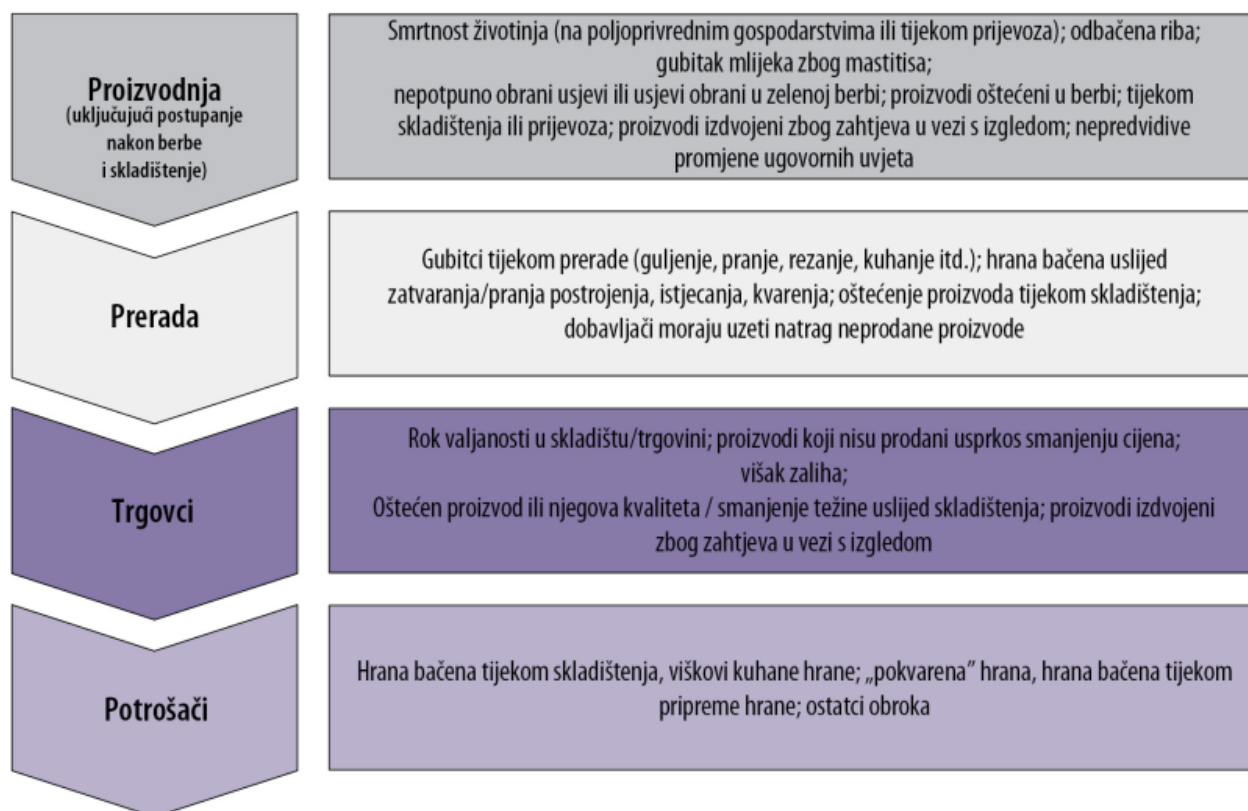 Proizvodnja
(uključujući postupanje
nakon berbe
i skladištenje)
Smrtnost životinja (na poljoprivrednim gospodarstvima ili tijekom prijevoza); odbačena riba;
gubitak mlijeka zbog mastitisa;
nepotpuno obrani usjevi ili usjevi obrani u zelenoj berbi; proizvodi oštećeni u berbi; tijekom
skladištenja ili prijevoza; proizvodi izdvojeni zbog zahtjeva u vezi s izgledom; nepredvidive
promjene ugovornih uvjeta
Prerada
Gubitci tijekom prerade (guljenje, pranje, rezanje, kuhanje itd.); hrana bačena uslijed
zatvaranja/pranja postrojenja, istjecanja, kvarenja; oštećenje proizvoda tijekom skladištenja;
dobavljači moraju uzeti natrag neprodane proizvode
Trgovci
Rok valjanosti u skladištu/trgovini; proizvodi koji nisu prodani usprkos smanjenju cijena;
višak zaliha;
Oštećen proizvod ili njegova kvaliteta / smanjenje težine uslijed skladištenja; proizvodi izdvojeni
zbog zahtjeva u vezi s izgledom
Potrošači
Hrana bačena tijekom skladištenja, viškovi kuhane hrane; „pokvarena” hrana, hrana bačena tijekom
pripreme hrane; ostatci obroka